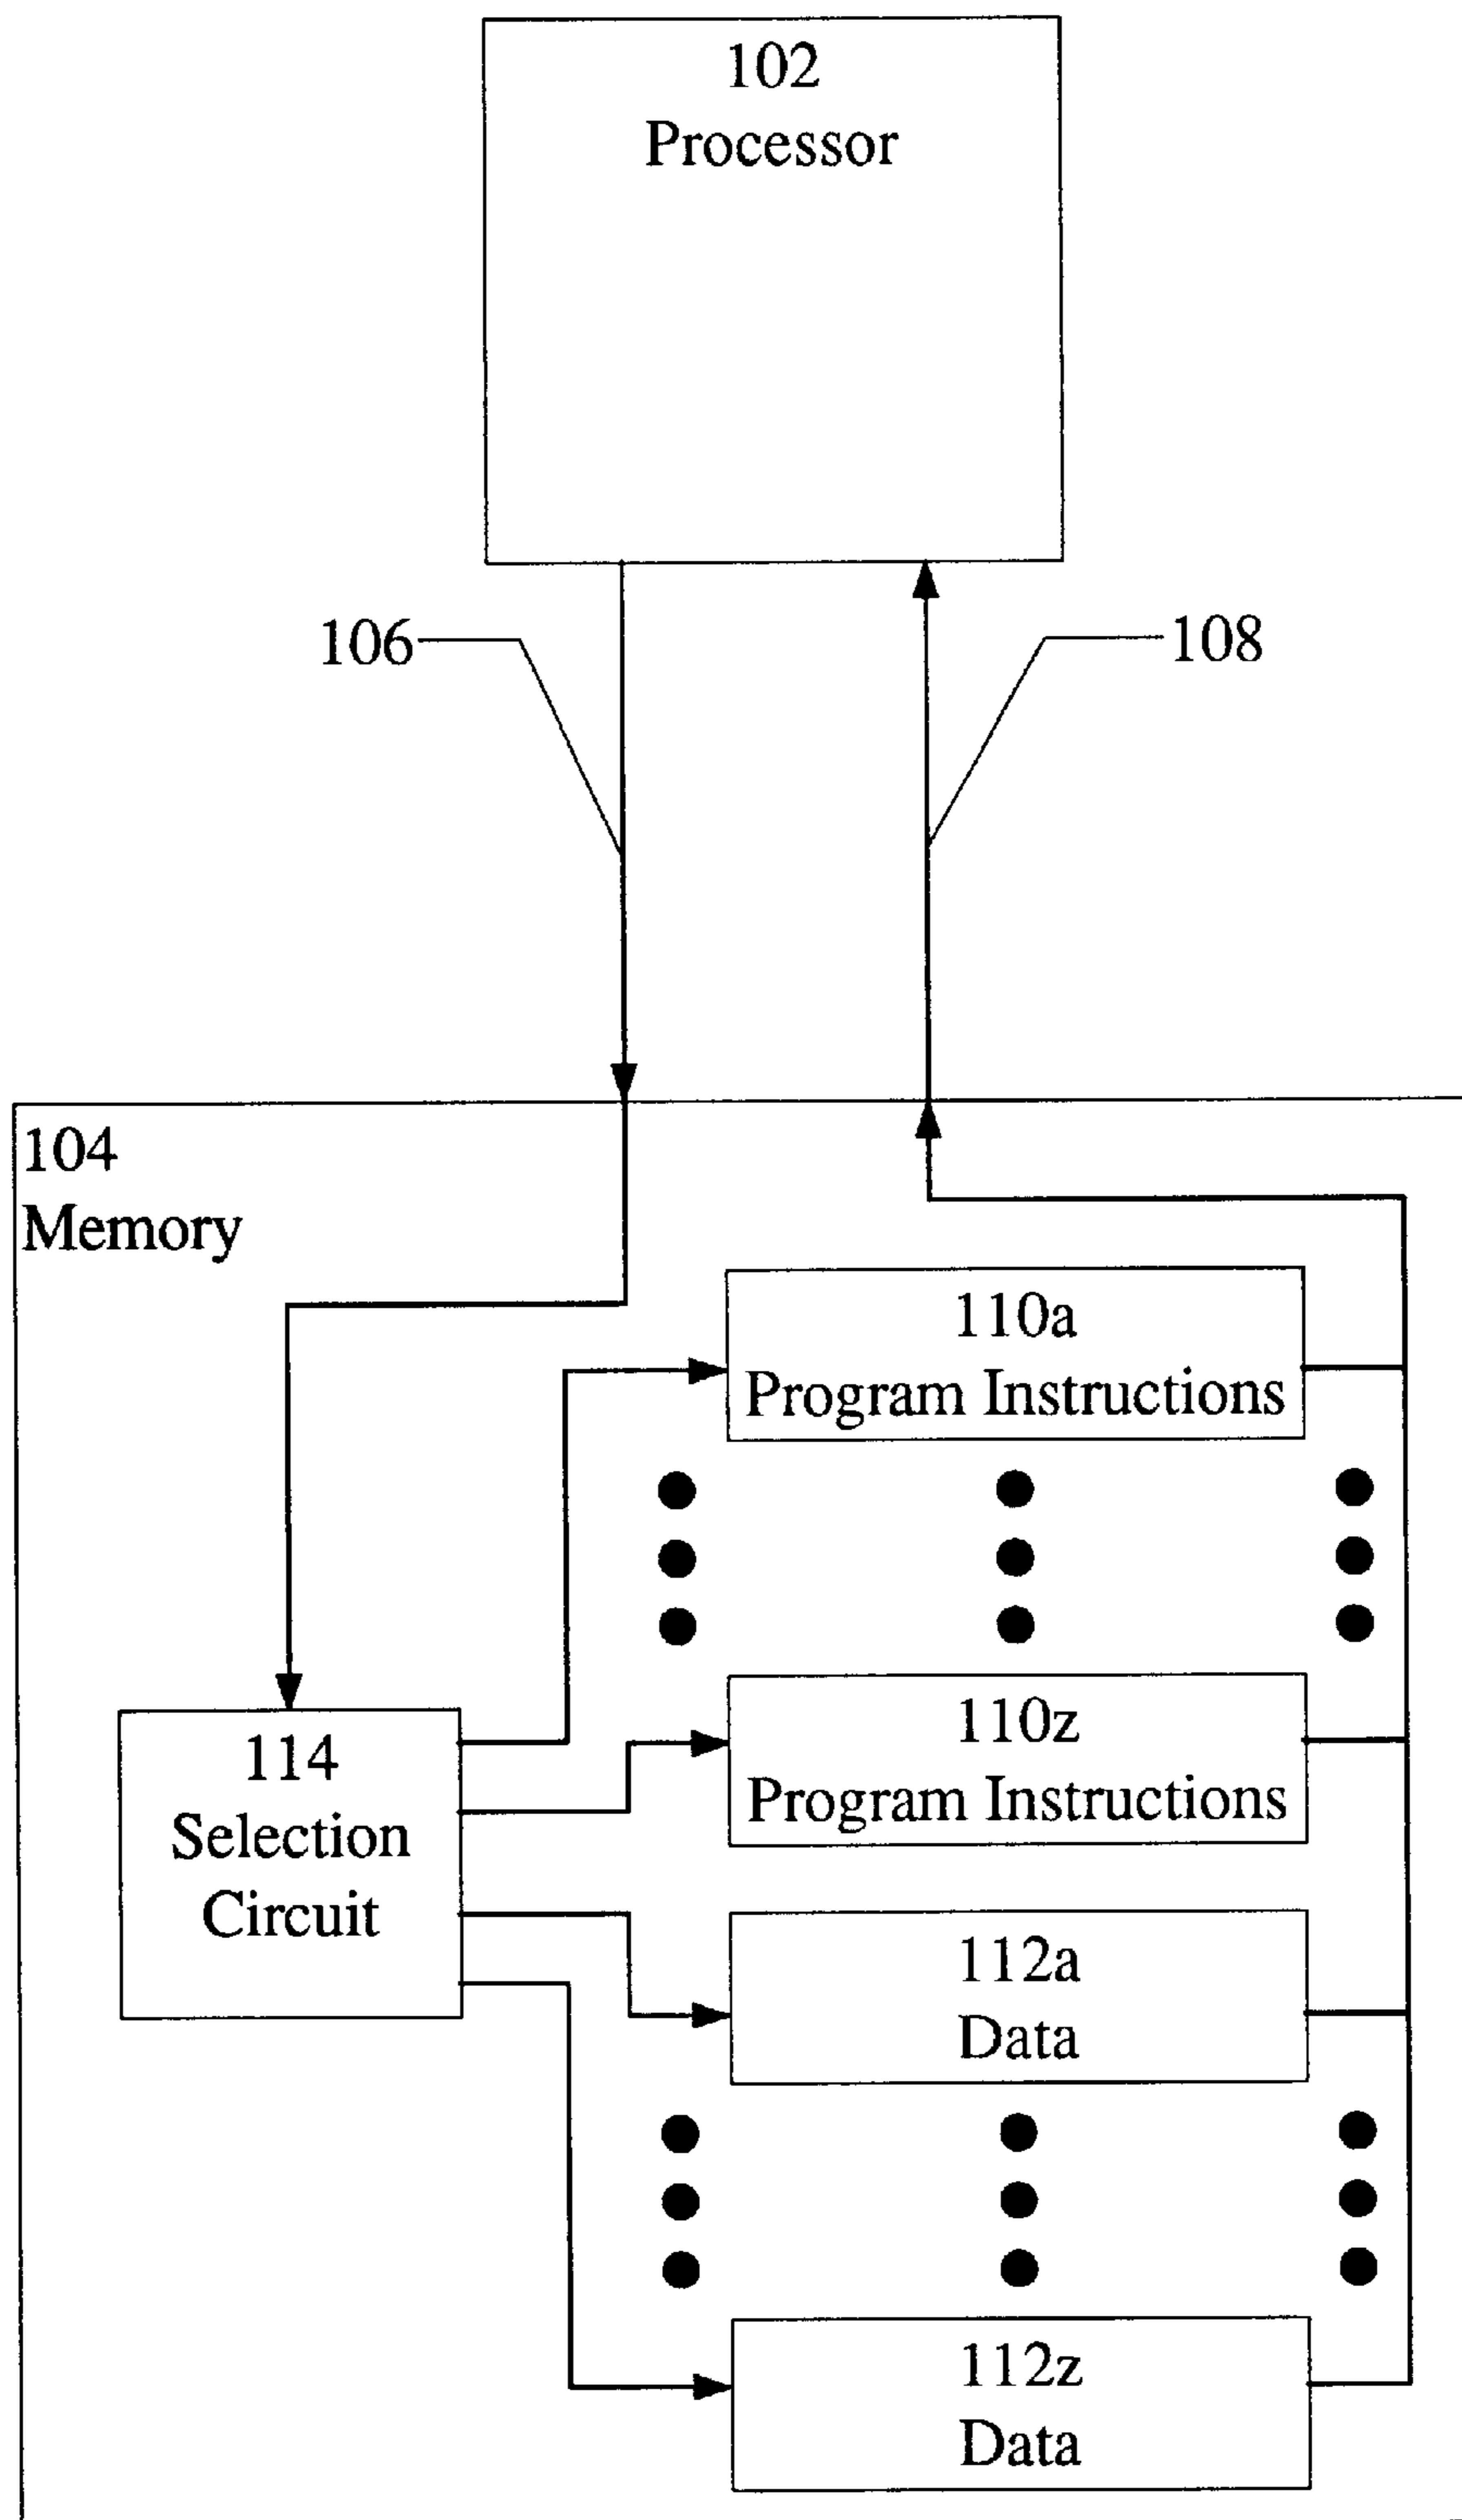 102
Processor
106
108
104
Memory
110a
Program Instructions
110z
Program Instructions
114
Selection
Circuit
112a
Data
112z
Data